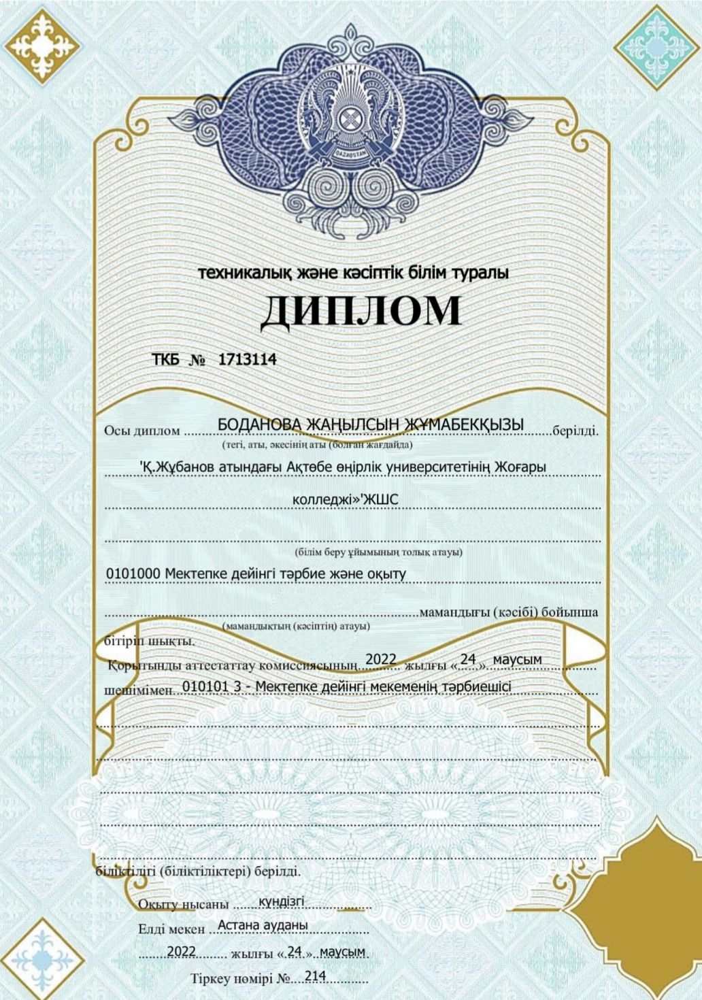 QAZAQSTAN
техникалық және кәсіптік білім туралы
ДИПЛОМ
ТКБ № 1713114
Осы диплом ..........БОДАНОВА ЖАҢЫЛСЫН ЖҰМАБЕКҚЫЗЫ..........берілді.
(тегі, аты, әкесінің аты (болған жағдайда)
'Қ.Жұбанов атындағы Ақтөбе өңірлік университетінің Жоғары
колледжі»'ЖШС
(білім беру ұйымының толық атауы)
0101000 Мектепке дейінгі тәрбие және оқыту
мамандығы (кәсібі) бойынша
(мамандықтың (кәсіптің) атауы)
бітіріп шықты.
Қорытынды аттестаттау комиссиясының 2022 жылғы «24» маусым
шешімімен 010101 3 - Мектепке дейінгі мекеменің тәрбиешісі
біліктілігі (біліктіліктері) берілді.
Оқыту нысаны күндізгі
Елді мекен Астана ауданы
2022 жылғы «24» маусым
Тіркеу нөмірі № 214